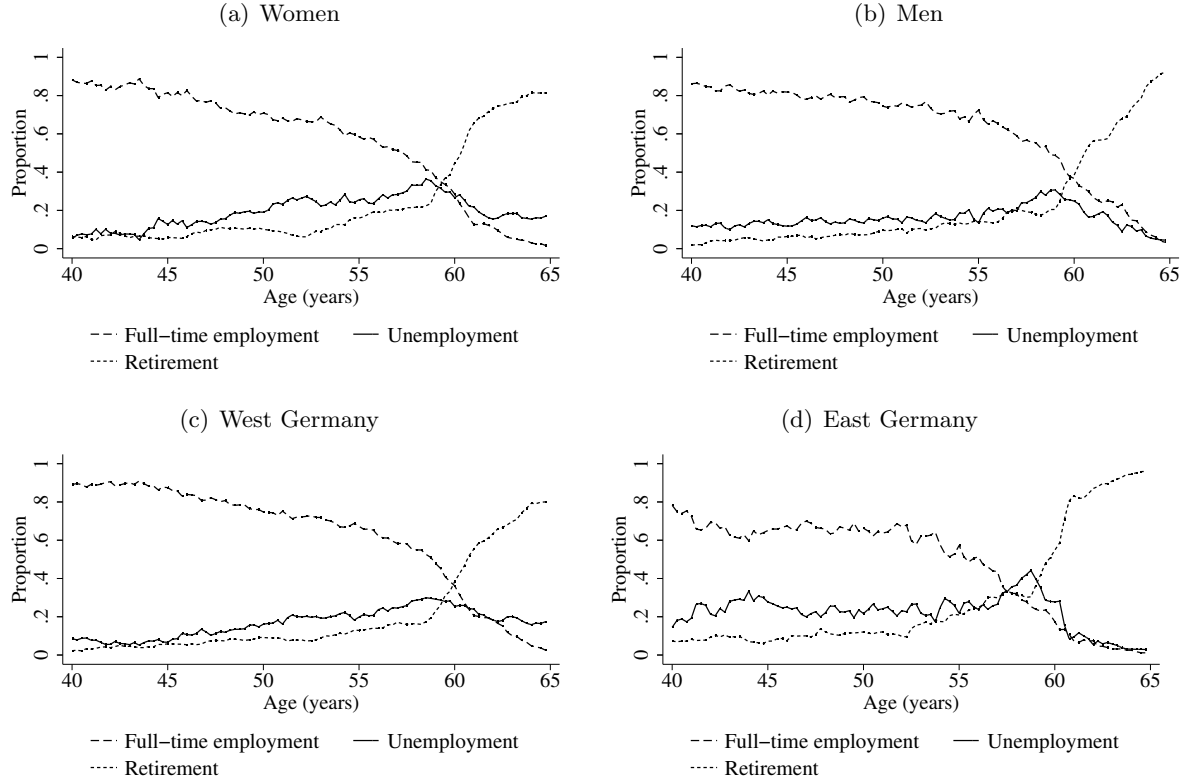 (a) Women
Proportion
1
.8
.6
.4
.2
0
40 45 50 55 60 65
Age (years)
Full−time employment Unemployment
Retirement
(b) Men
Proportion
1
.8
.6
.4
.2
0
40 45 50 55 60 65
Age (years)
Full−time employment Unemployment
Retirement
(c) West Germany
Proportion
1
.8
.6
.4
.2
0
40 45 50 55 60 65
Age (years)
Full−time employment Unemployment
Retirement
(d) East Germany
Proportion
1
.8
.6
.4
.2
0
40 45 50 55 60 65
Age (years)
Full−time employment Unemployment
Retirement